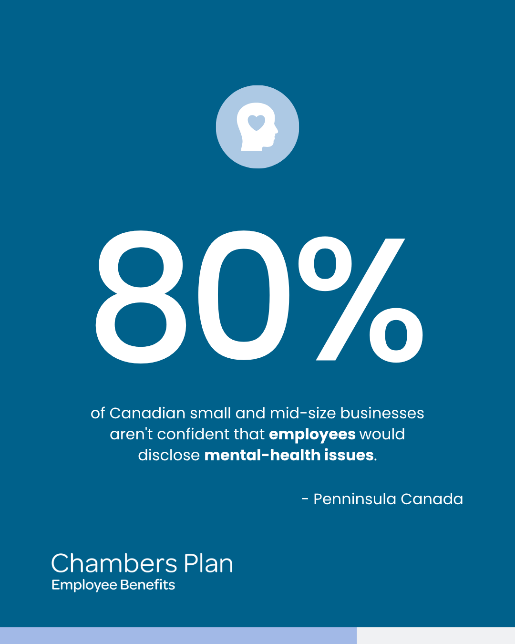 80%
of Canadian small and mid-size businesses
aren't confident that employees would
disclose mental-health issues.
- Penninsula Canada
Chambers Plan
Employee Benefits